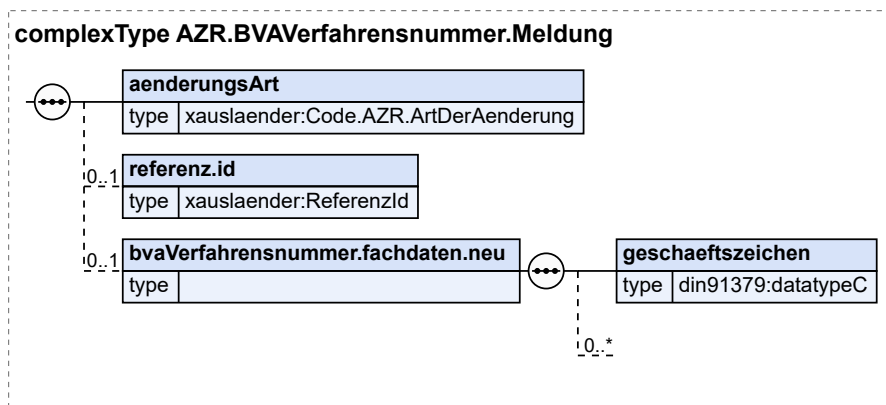 complexType AZR.BVAVerfahrensnummer.Meldung
aenderungsArt
type xauslaender:Code.AZR.ArtDerAenderung
0..1
referenz.id
type xauslaender:ReferenzId
0..1
bvaVerfahrensnummer.fachdaten.neu
type
geschaeftszeichen
type din91379:datatypeC
0..*